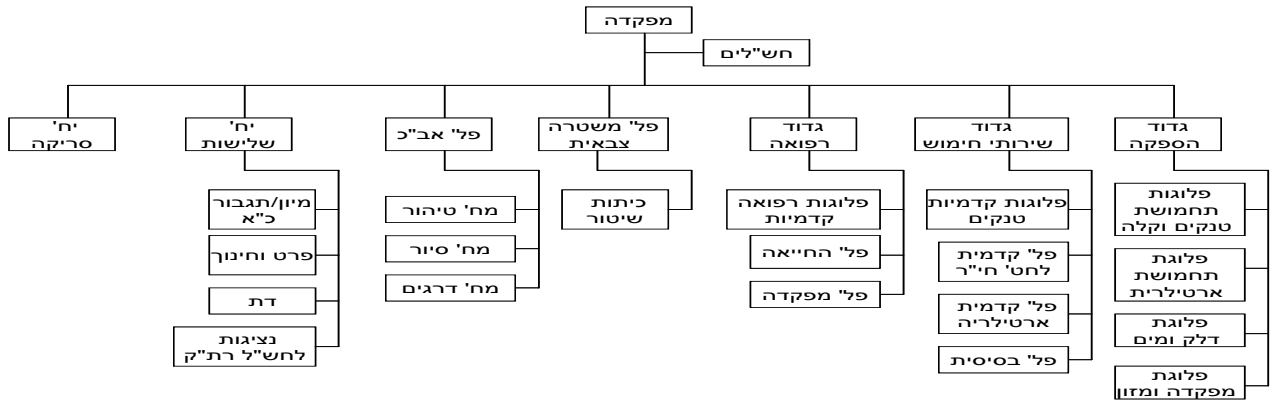 מפקדה
חש"לים
גדוד
הספקה
פלוגות
תחמושת
טנקים וקלה
פלוגת
תחמושת
ארטילרית
פלוגת
דלק ומים
פלוגת
מפקדה ומזון
גדוד
שירותי חימוש
פלוגות קדמיות
טנקים
פל' קדמית
לחט' חי"ר
פל' קדמית
ארטילריה
פל' בסיסית
גדוד
רפואה
פלוגות רפואה
קדמיות
פל' החייאה
פל' מפקדה
פל' משטרה
צבאית
כיתות
שיטור
פל' אב"כ
מח' טיהור
מח' סיור
מח' דרגים
יח'
שלישות
מיון/תגבור
כ"א
פרט וחינוך
דת
נציגות
לחש"ל רת"ק
יח'
סריקה